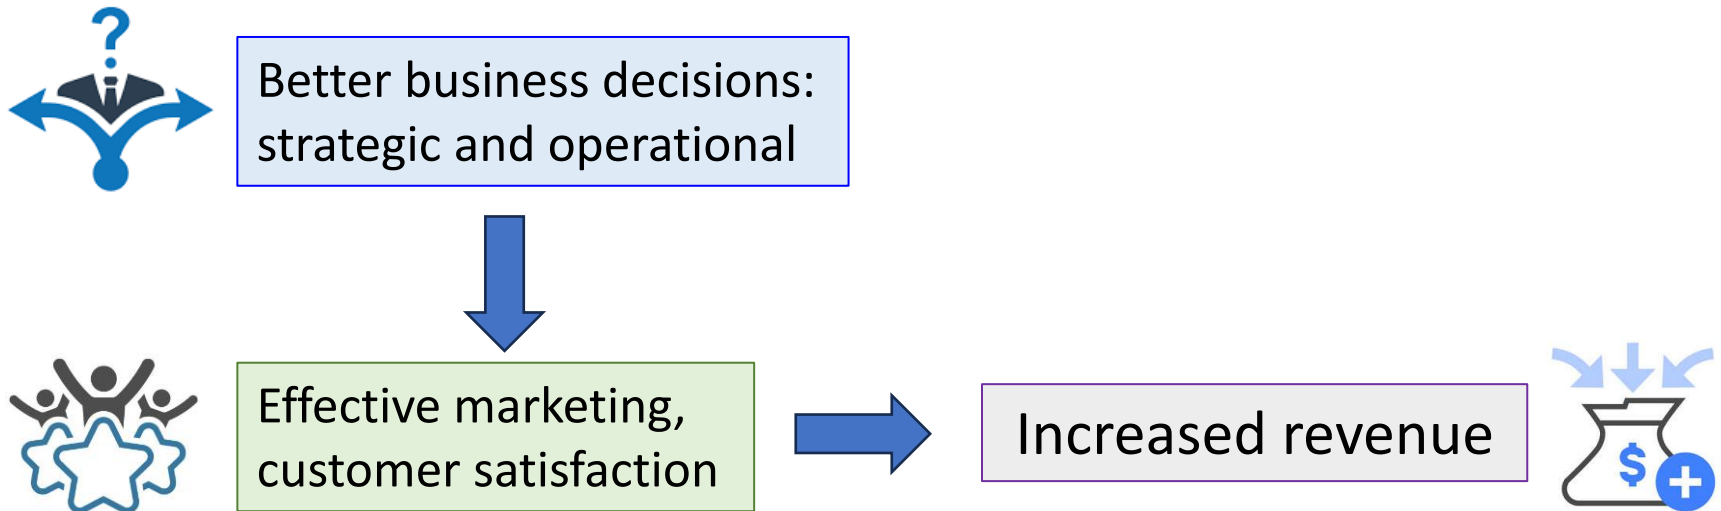 ?
Better business decisions:
strategic and operational
Effective marketing,
customer satisfaction
Increased revenue
$
+